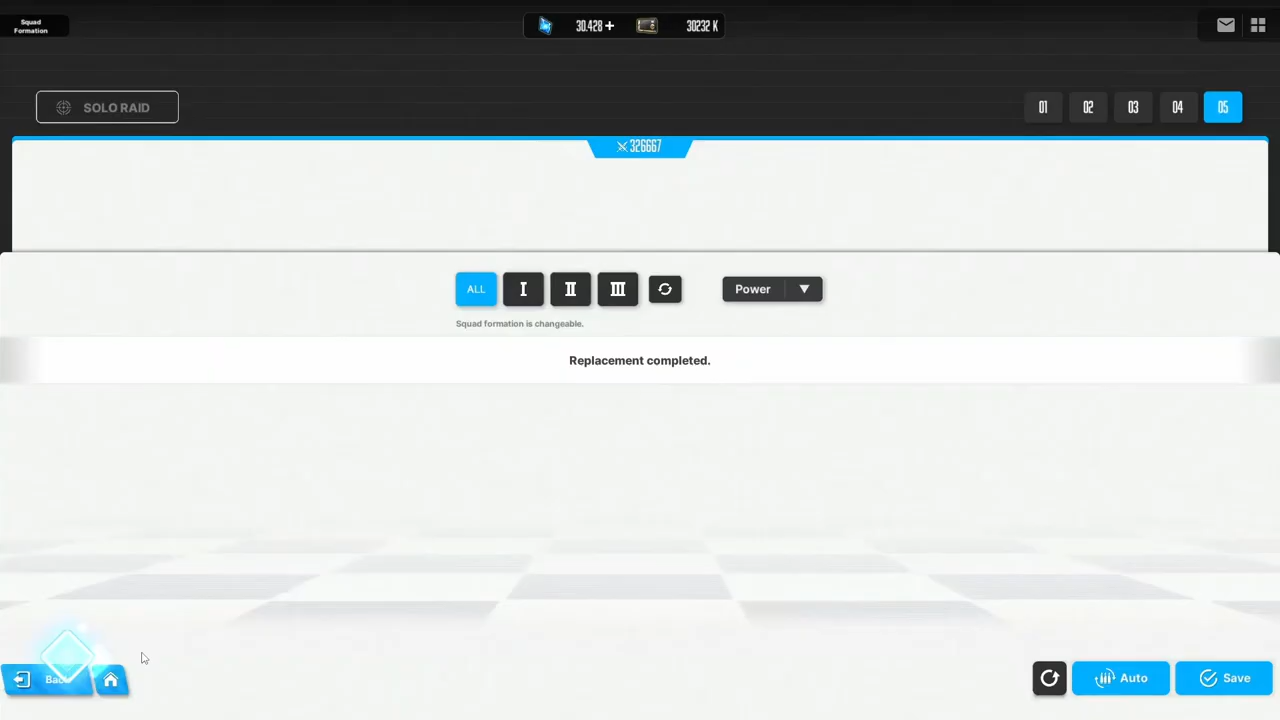 Squad
Formation
30.428 +
30232 K
SOLO RAID
01
02
03
04
05
326667
ALL
I
II
III
Power
Squad formation is changeable.
Replacement completed.
Back
Auto
Save